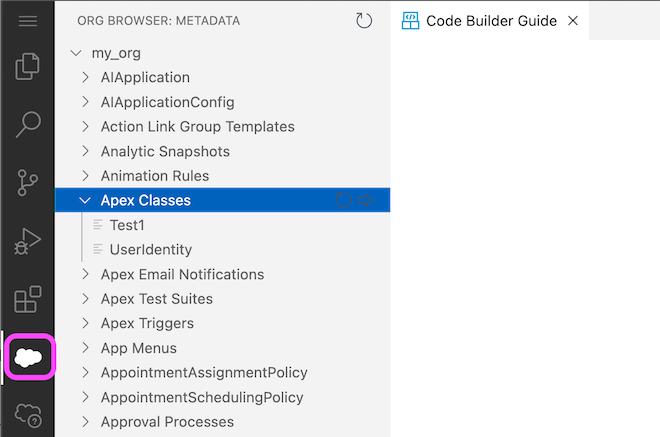 ORG BROWSER: METADATA
Code Builder Guide
my_org
AIApplication
AIApplicationConfig
Action Link Group Templates
Analytic Snapshots
Animation Rules
Apex Classes
Test1
UserIdentity
Apex Email Notifications
Apex Test Suites
Apex Triggers
App Menus
AppointmentAssignmentPolicy
AppointmentSchedulingPolicy
Approval Processes